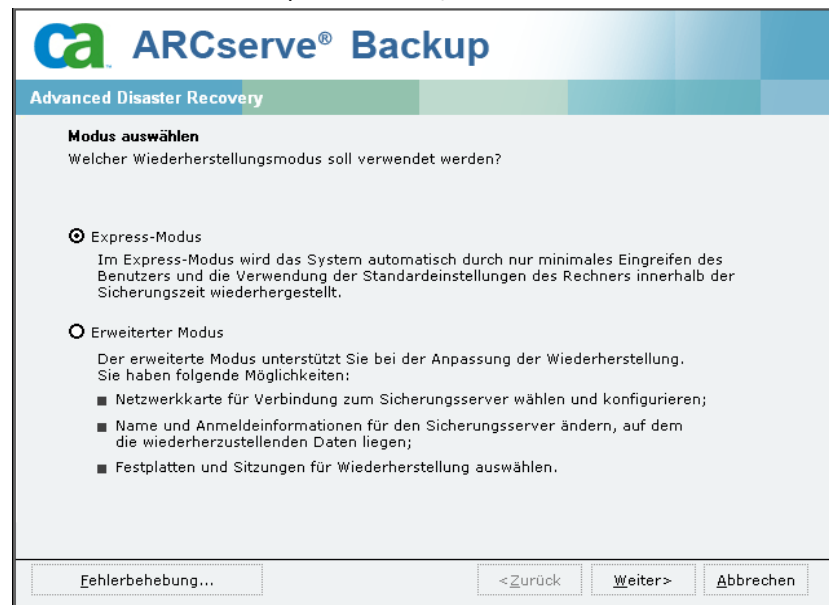 ca ARCserve® Backup
Advanced Disaster Recovery
Modus auswählen
Welcher Wiederherstellungsmodus soll verwendet werden?
Express-Modus
Im Express-Modus wird das System automatisch durch nur minimales Eingreifen des
Benutzers und die Verwendung der Standardeinstellungen des Rechners innerhalb der
Sicherungszeit wiederhergestellt.
Erweiterter Modus
Der erweiterte Modus unterstützt Sie bei der Anpassung der Wiederherstellung.
Sie haben folgende Möglichkeiten:
■ Netzwerkkarte für Verbindung zum Sicherungsserver wählen und konfigurieren;
■ Name und Anmeldeinformationen für den Sicherungsserver ändern, auf dem
die wiederherzustellenden Daten liegen;
■ Festplatten und Sitzungen für Wiederherstellung auswählen.
Fehlerbehebung... <Zurück Weiter> Abbrechen